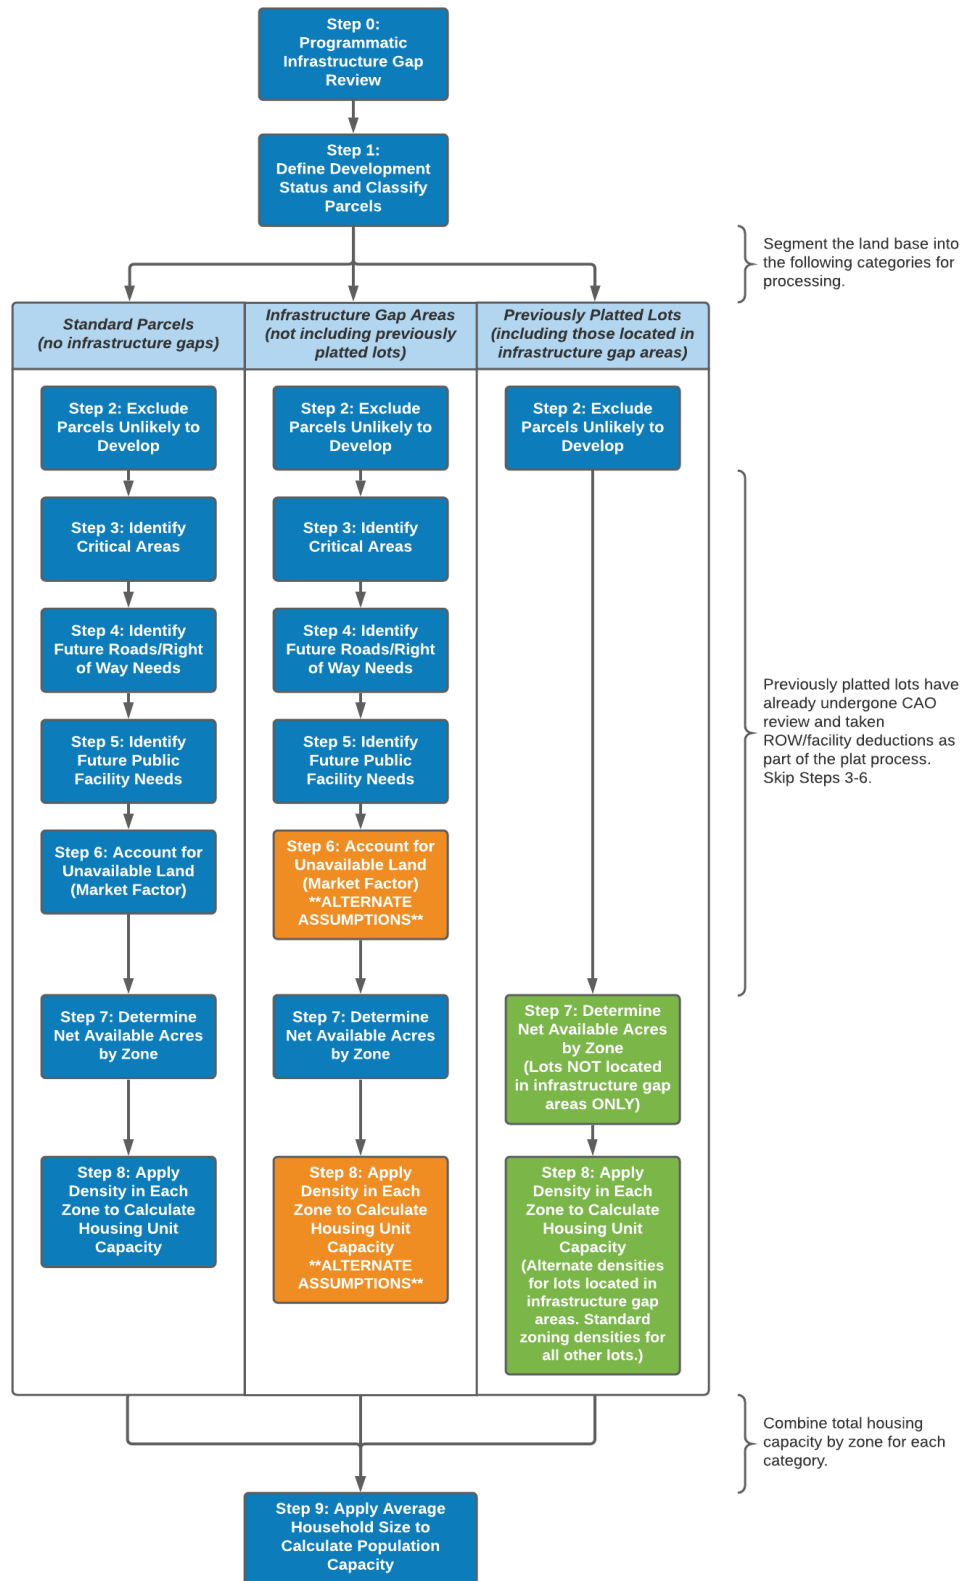 Step 0:
Programmatic
Infrastructure Gap
Review
Step 1:
Define Development
Status and Classify
Parcels
Segment the land base into
the following categories for
processing.
Standard Parcels
(no infrastructure gaps)
Infrastructure Gap Areas
(not including previously
platted lots)
Previously Platted Lots
(including those located in
infrastructure gap areas)
Step 2: Exclude
Parcels Unlikely to
Develop
Step 3: Identify
Critical Areas
Step 4: Identify
Future Roads/Right
of Way Needs
Step 5: Identify
Future Public
Facility Needs
Step 6: Account for
Unavailable Land
(Market Factor)
Step 7: Determine
Net Available Acres
by Zone
Step 8: Apply
Density in Each
Zone to Calculate
Housing Unit
Capacity
Step 2: Exclude
Parcels Unlikely to
Develop
Step 3: Identify
Critical Areas
Step 4: Identify
Future Roads/Right
of Way Needs
Step 5: Identify
Future Public
Facility Needs
Step 6: Account for
Unavailable Land
(Market Factor)
**ALTERNATE
ASSUMPTIONS**
Step 7: Determine
Net Available Acres
by Zone
Step 8: Apply
Density in Each
Zone to Calculate
Housing Unit
Capacity
**ALTERNATE
ASSUMPTIONS**
Step 2: Exclude
Parcels Unlikely to
Develop
Step 7: Determine
Net Available Acres
by Zone
(Lots NOT located
in infrastructure gap
areas ONLY)
Step 8: Apply
Density in Each
Zone to Calculate
Housing Unit
Capacity
(Alternate densities
for lots located in
infrastructure gap
areas. Standard
zoning densities for
all other lots.)
Previously platted lots have
already undergone CAO
review and taken
ROW/facility deductions as
part of the plat process.
Skip Steps 3-6.
Combine total housing
capacity by zone for each
category.
Step 9: Apply Average
Household Size to
Calculate Population
Capacity